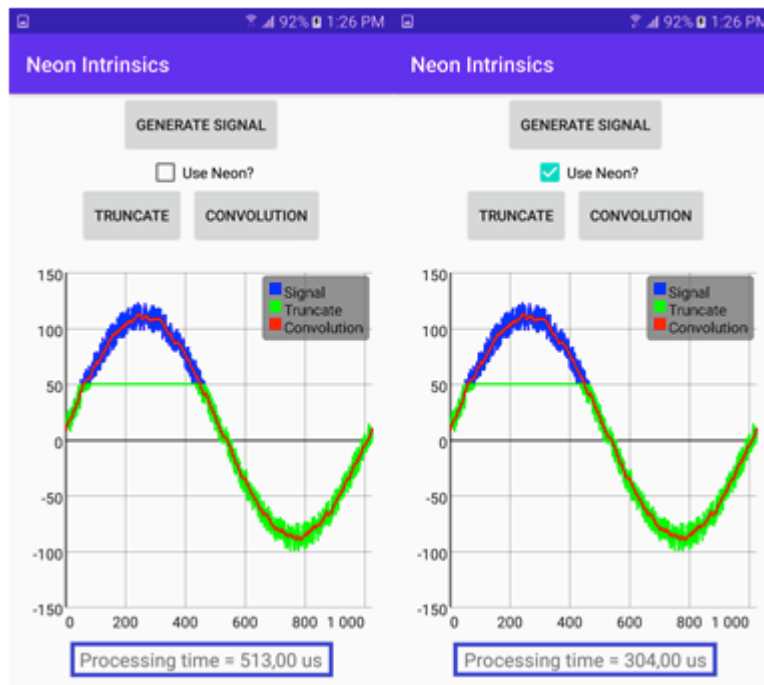 92% 1:26 PM
Neon Intrinsics
GENERATE SIGNAL
Use Neon?
TRUNCATE CONVOLUTION
150
100
50
0
-50
-100
-150
Signal
Truncate
Convolution
0 200 400 600 800 1 000
Processing time = 513,00 us
92% 1:26 PM
Neon Intrinsics
GENERATE SIGNAL
Use Neon?
TRUNCATE CONVOLUTION
150
100
50
0
-50
-100
-150
Signal
Truncate
Convolution
0 200 400 600 800 1 000
Processing time = 304,00 us